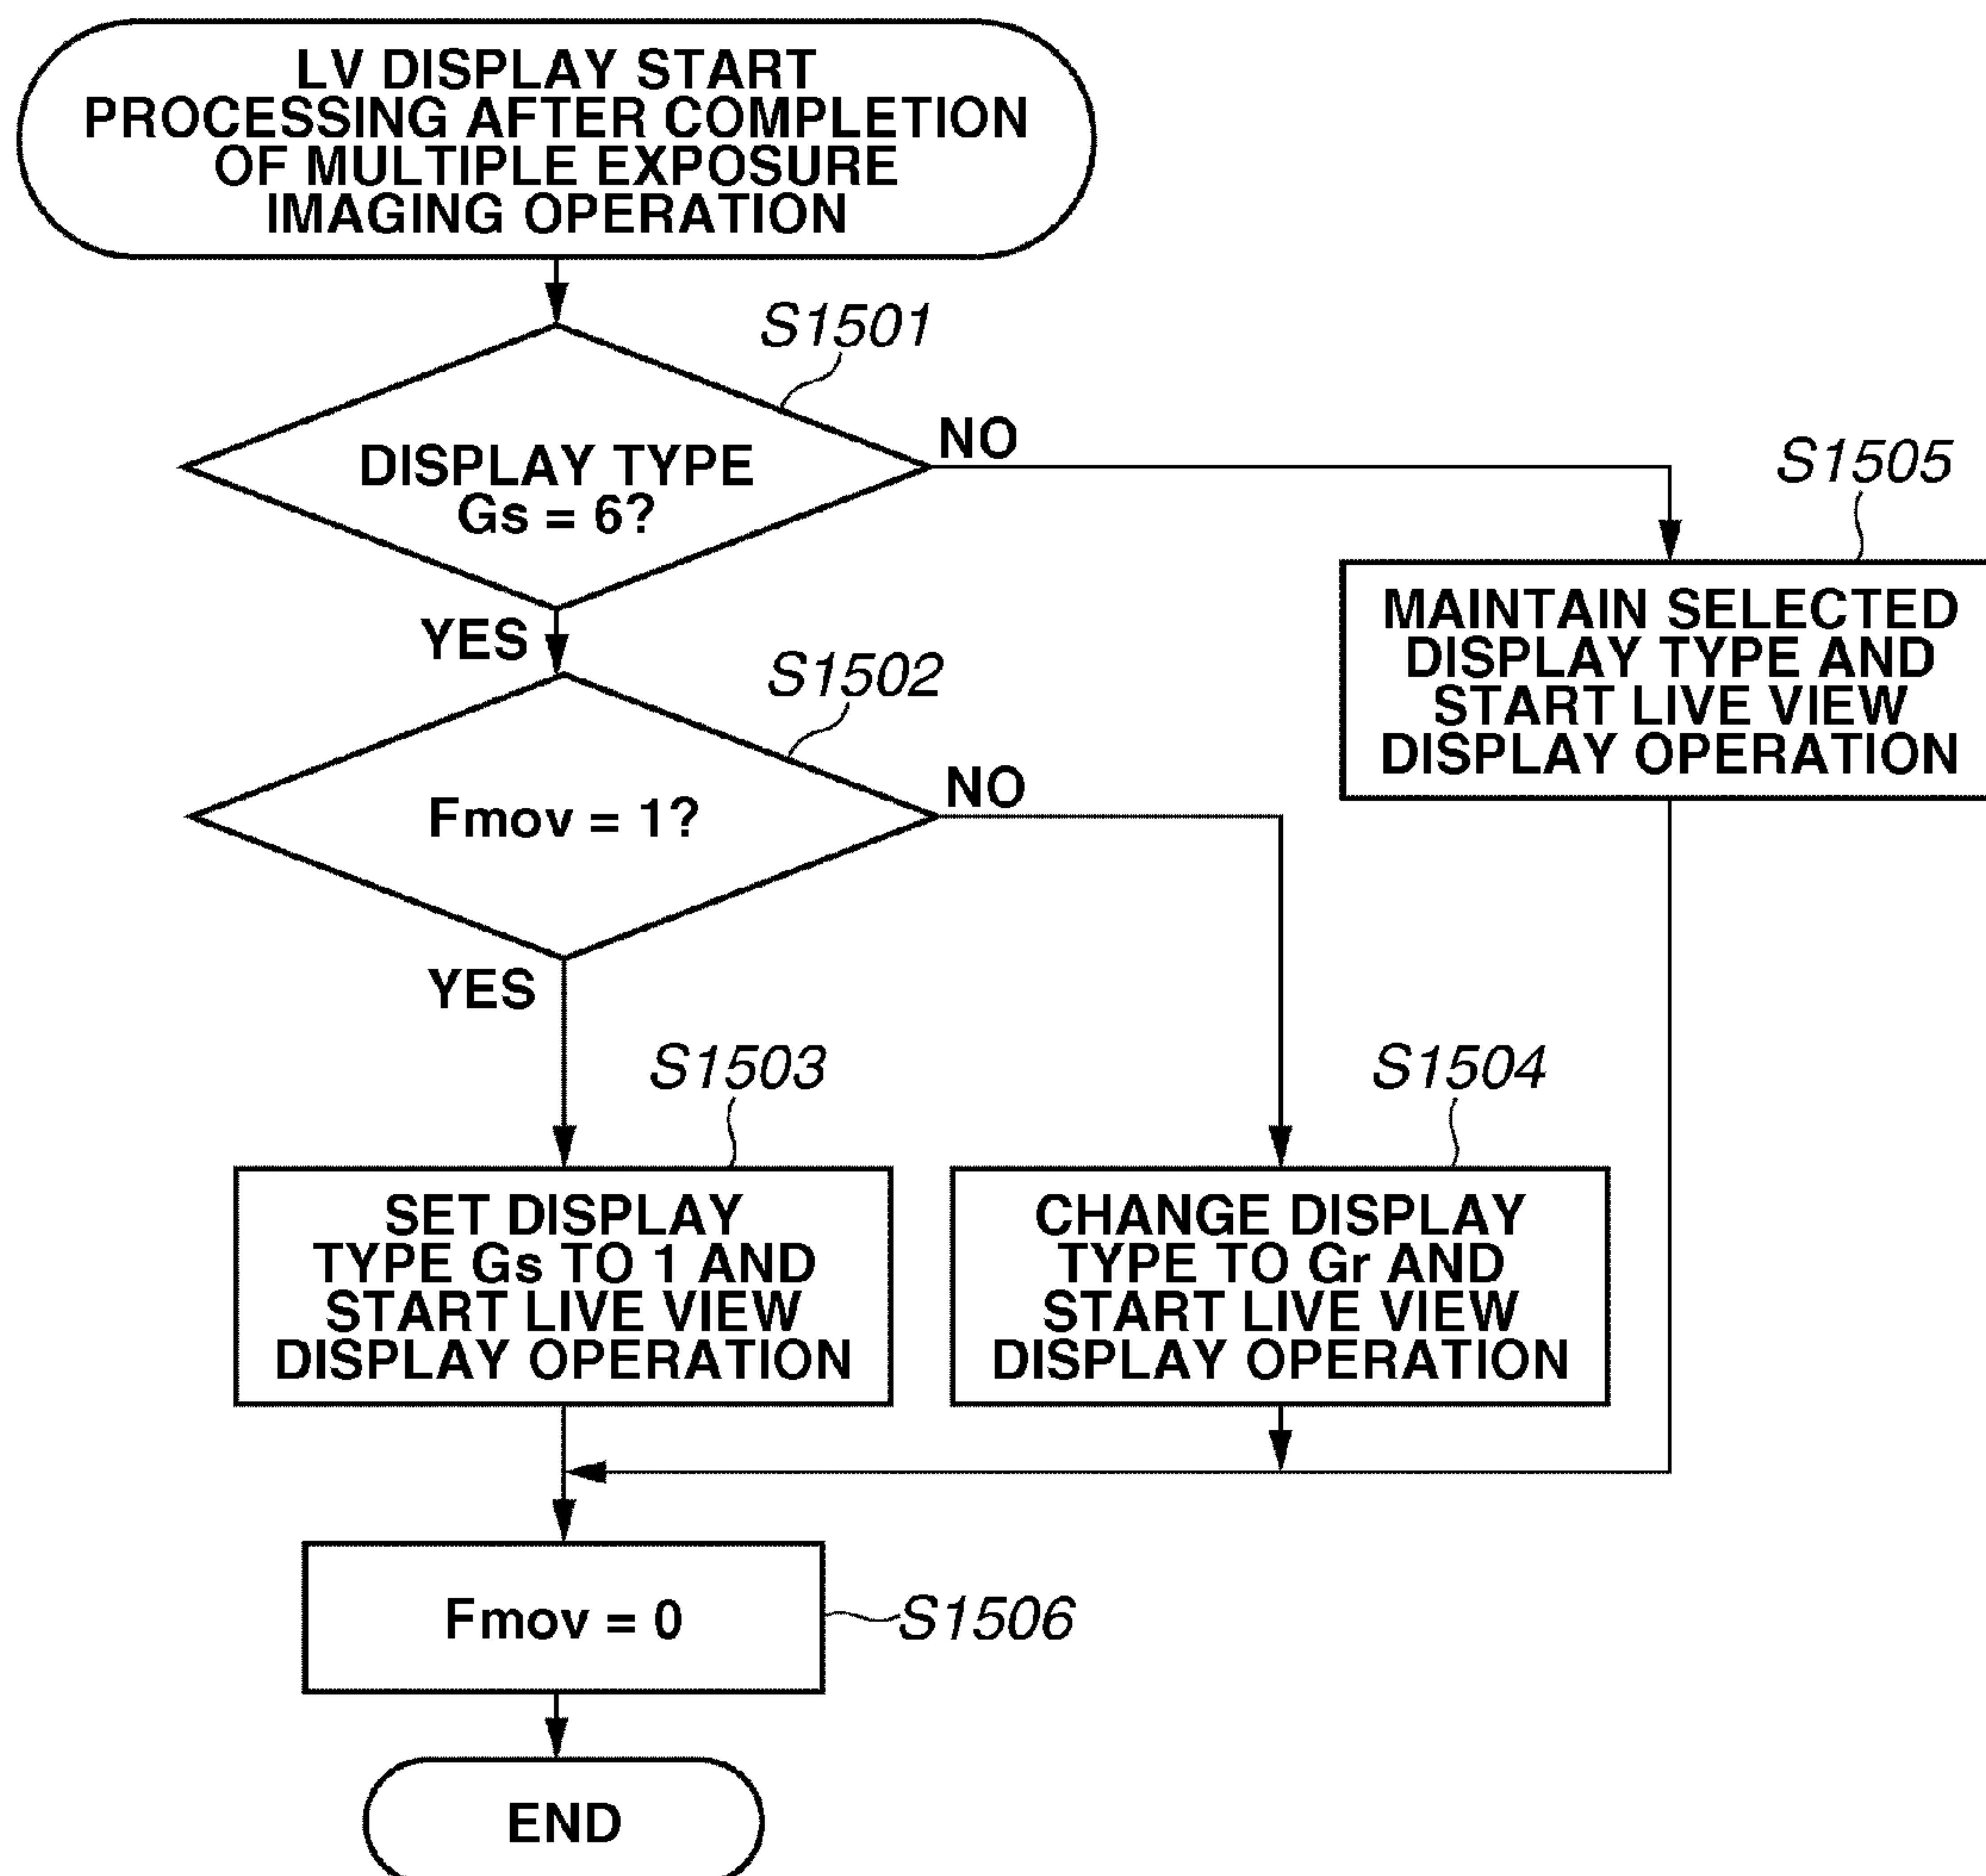 LV DISPLAY START
PROCESSING AFTER COMPLETION
OF MULTIPLE EXPOSURE
IMAGING OPERATION
S1501
DISPLAY TYPE
Gs = 6?
NO
YES
S1505
MAINTAIN SELECTED
DISPLAY TYPE AND
START LIVE VIEW
DISPLAY OPERATION
S1502
Fmov = 1?
NO
YES
S1503
SET DISPLAY
TYPE Gs TO 1 AND
START LIVE VIEW
DISPLAY OPERATION
S1504
CHANGE DISPLAY
TYPE TO Gr AND
START LIVE VIEW
DISPLAY OPERATION
Fmov = 0
S1506
END